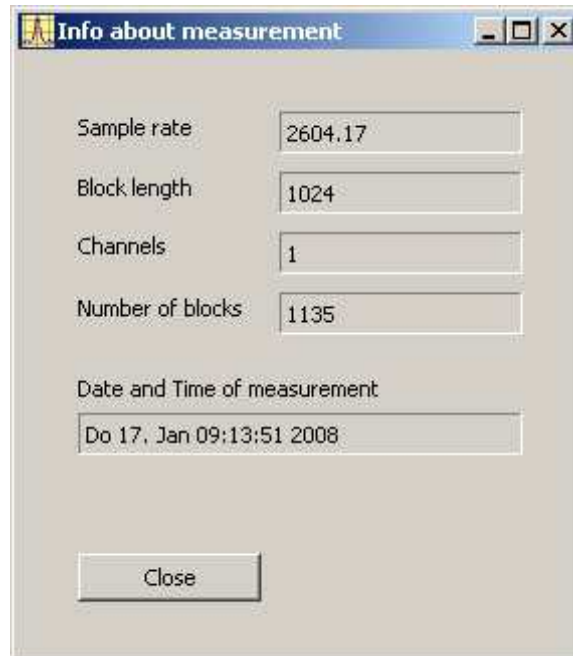 Info about measurement
Sample rate 2604.17
Block length 1024
Channels 1
Number of blocks 1135
Date and Time of measurement
Do 17. Jan 09:13:51 2008
Close